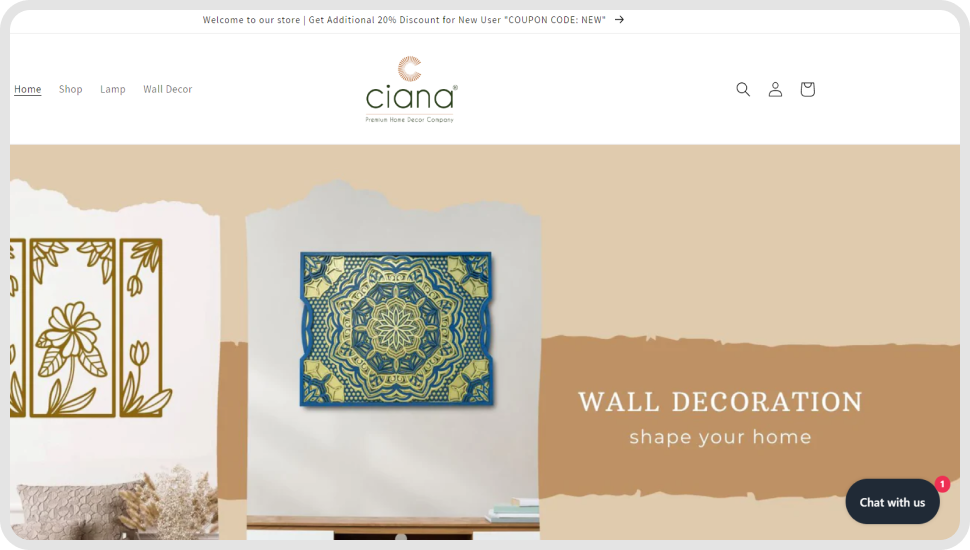 Welcome to our store | Get Additional 20% Discount for New User "COUPON CODE: NEW"
Home Shop Lamp Wall Decor
ciana®
Premium Home Decor Company
WALL DECORATION
shape your home
1
Chat with us